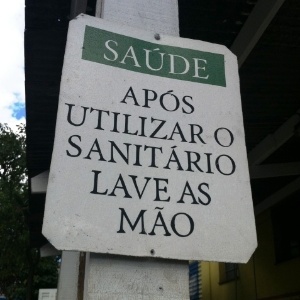 SAÚDE
APÓS
UTILIZAR O
SANITÁRIO
LAVE AS
MÃO